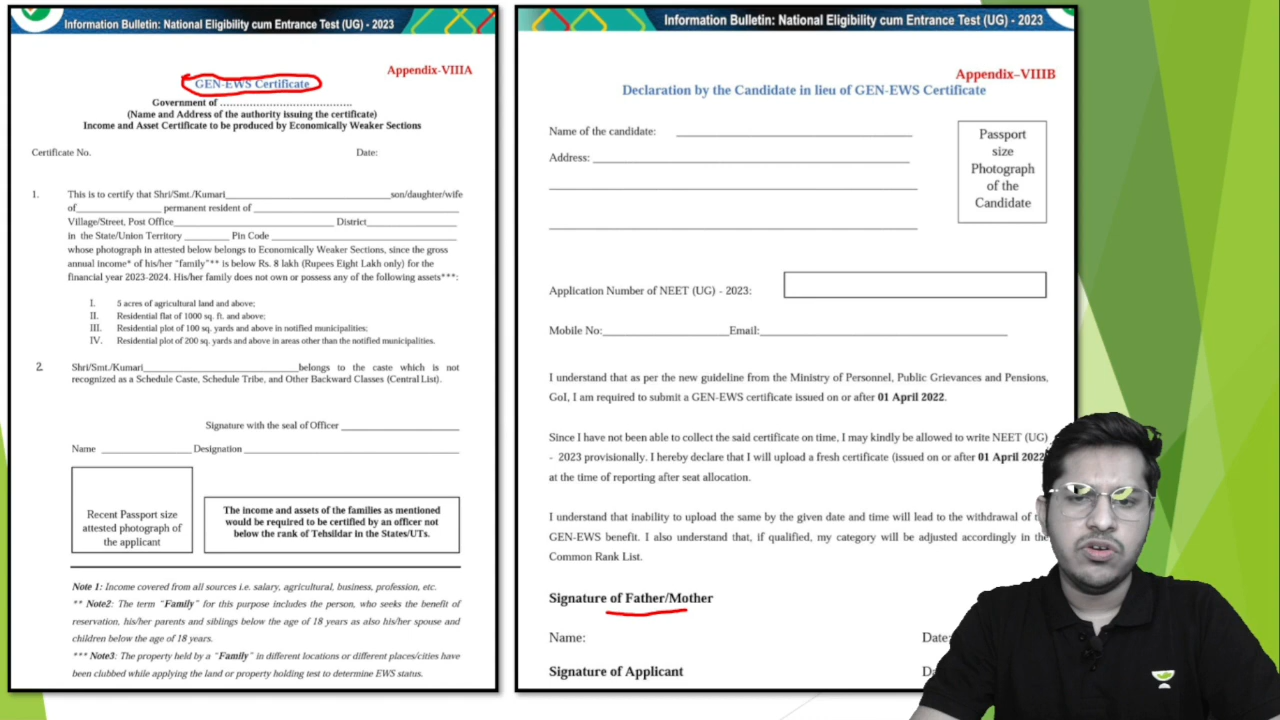 Information Bulletin: National Eligibility cum Entrance Test (UG) - 2023
Appendix-VIIIA
GEN-EWS Certificate
Government of ........................................
(Name and Address of the authority issuing the certificate)
Income and Asset Certificate to be produced by Economically Weaker Sections
Certificate No. Date:
1. This is to certify that Shri/Smt./Kumari______________________________son/daughter/wife
of________________ permanent resident of ______________________________________
Village/Street, Post Office______________________________ District________________
in the State/Union Territory ________ Pin Code __________________________________
whose photograph in attested below belongs to Economically Weaker Sections, since the gross
annual income* of his/her "family"** is below Rs. 8 lakh (Rupees Eight Lakh only) for the
financial year 2023-2024. His/her family does not own or possess any of the following assets***:
I. 5 acres of agricultural land and above;
II. Residential flat of 1000 sq. ft. and above;
III. Residential plot of 100 sq. yards and above in notified municipalities;
IV. Residential plot of 200 sq. yards and above in areas other than the notified municipalities.
2. Shri/Smt./Kumari______________________________belongs to the caste which is not
recognized as a Schedule Caste, Schedule Tribe, and Other Backward Classes (Central List).
Signature with the seal of Officer ______________________
Name _________________ Designation ________________________________________
Recent Passport size
attested photograph of
the applicant
The income and assets of the families as mentioned
would be required to be certified by an officer not
below the rank of Tehsildar in the States/UTs.
Note 1: Income covered from all sources i.e. salary, agricultural, business, profession, etc.
** Note2: The term "Family" for this purpose includes the person, who seeks the benefit of
reservation, his/her parents and siblings below the age of 18 years as also his/her spouse and
children below the age of 18 years.
*** Note3: The property held by a "Family" in different locations or different places/cities have
been clubbed while applying the land or property holding test to determine EWS status.
Information Bulletin: National Eligibility cum Entrance Test (UG) - 2023
Appendix–VIIIB
Declaration by the Candidate in lieu of GEN-EWS Certificate
Name of the candidate: ________________________________________
Address: ______________________________________________________
Passport
size
Photograph
of the
Candidate
Application Number of NEET (UG) - 2023:
Mobile No:______________________Email:__________________________________________
I understand that as per the new guideline from the Ministry of Personnel, Public Grievances and Pensions,
GoI, I am required to submit a GEN-EWS certificate issued on or after 01 April 2022.
Since I have not been able to collect the said certificate on time, I may kindly be allowed to write NEET (UG)
- 2023 provisionally. I hereby declare that I will upload a fresh certificate (issued on or after 01 April 2022
at the time of reporting after seat allocation.
I understand that inability to upload the same by the given date and time will lead to the withdrawal of
GEN-EWS benefit. I also understand that, if qualified, my category will be adjusted accordingly in the
Common Rank List.
Signature of Father/Mother
Name: Date:
Signature of Applicant